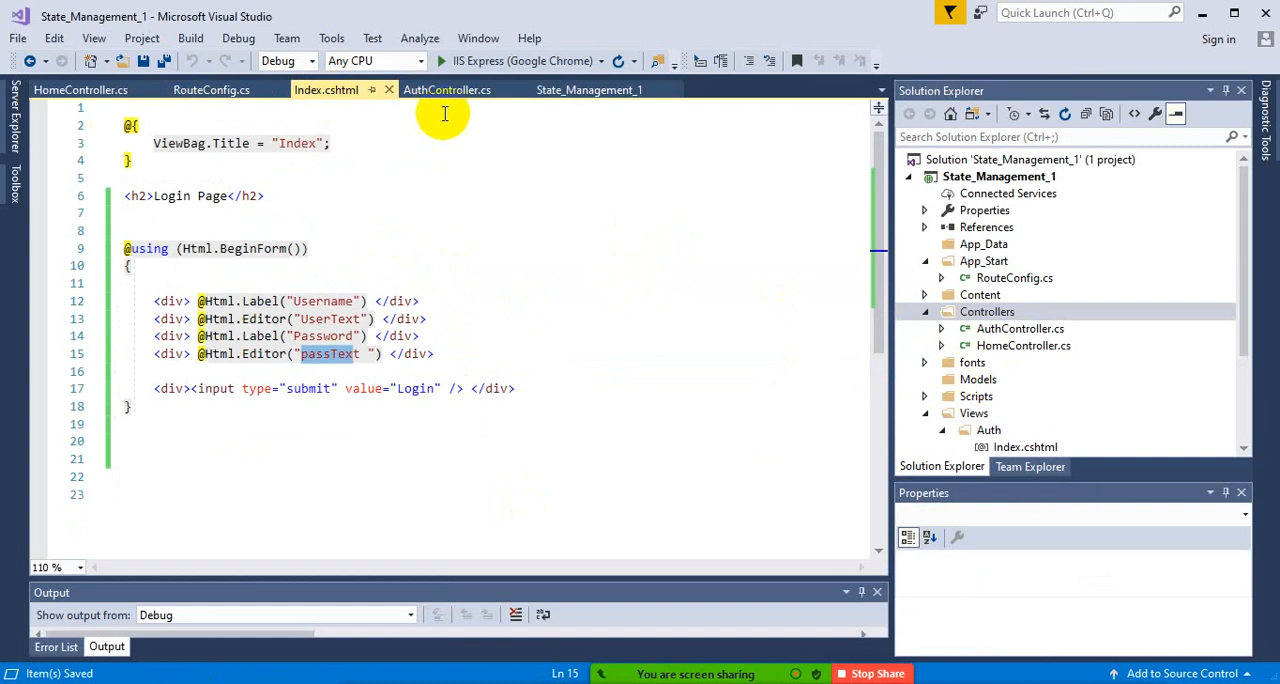 State_Management_1 - Microsoft Visual Studio
Quick Launch (Ctrl+Q)
File Edit View Project Build Debug Team Tools Test Analyze Window Help
Sign in
Debug Any CPU IIS Express (Google Chrome)
Server Explorer
Toolbox
HomeController.cs RouteConfig.cs Index.cshtml AuthController.cs State_Management_1
1
2 @{
3 ViewBag.Title = "Index";
4 }
5
6 <h2>Login Page</h2>
7
8
9 @using (Html.BeginForm())
10 {
11
12 <div> @Html.Label("Username") </div>
13 <div> @Html.Editor("UserText") </div>
14 <div> @Html.Label("Password") </div>
15 <div> @Html.Editor("passText ") </div>
16
17 <div><input type="submit" value="Login" /> </div>
18 }
19
20
21
22
23
110 %
Solution Explorer
Search Solution Explorer (Ctrl+;)
Solution 'State_Management_1' (1 project)
State_Management_1
Connected Services
Properties
References
App_Data
App_Start
C# RouteConfig.cs
Content
Controllers
C# AuthController.cs
C# HomeController.cs
fonts
Models
Scripts
Views
Auth
[@] Index.cshtml
Solution Explorer Team Explorer
Properties
Diagnostic Tools
Output
Show output from: Debug
Error List Output
Item(s) Saved
Ln 15
You are screen sharing
Stop Share
Add to Source Control